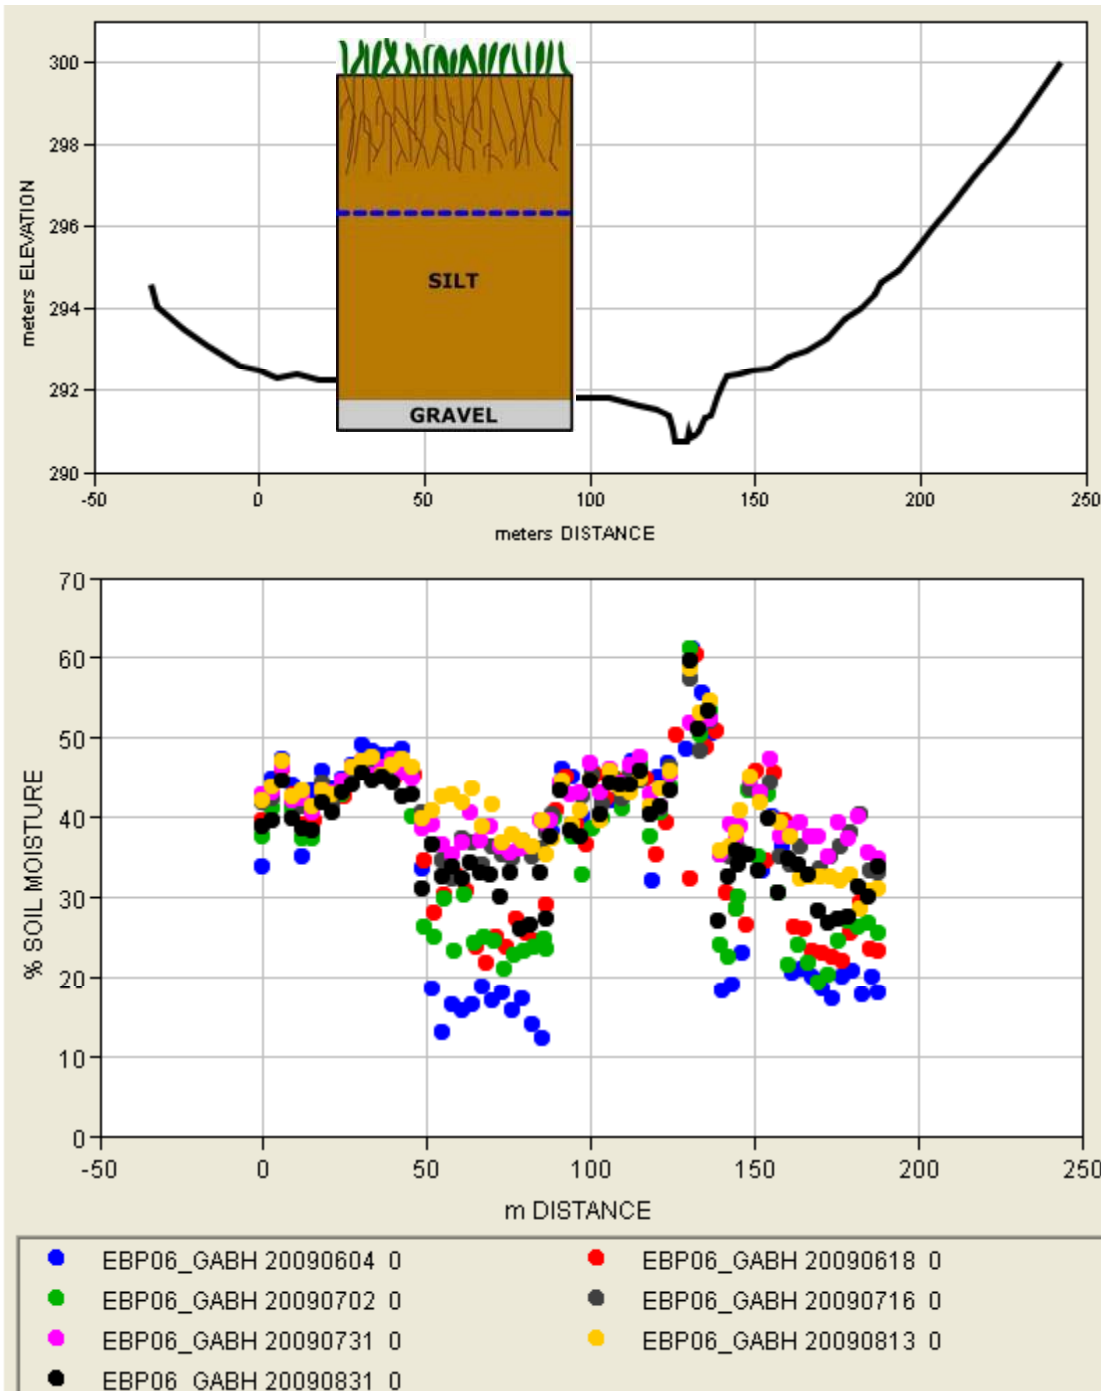 300
298
296
294
292
290
meters ELEVATION
SILT
GRAVEL
-50 0 50 100 150 200 250
meters DISTANCE
70
60
50
40
30
20
10
0
% SOIL MOISTURE
-50 0 50 100 150 200 250
m DISTANCE
EBP06_GABH 20090604 0 EBP06_GABH 20090618 0
EBP06_GABH 20090702 0 EBP06_GABH 20090716 0
EBP06_GABH 20090731 0 EBP06_GABH 20090813 0
EBP06_GABH 20090831 0